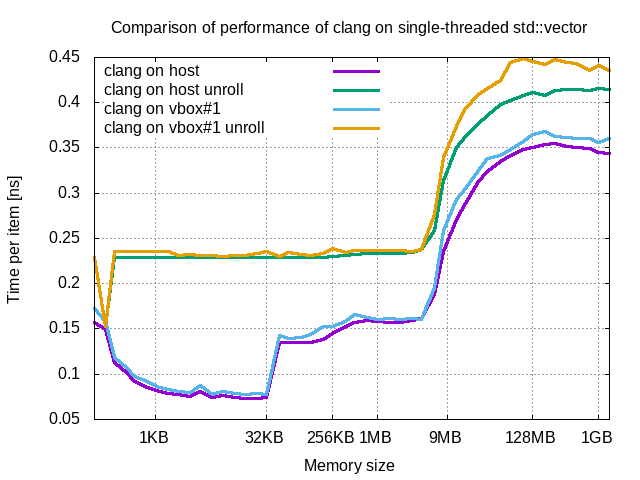 Comparison of performance of clang on single-threaded std::vector
0.45
0.4
0.35
0.3
0.25
0.2
0.15
0.1
0.05
Time per item [ns]
clang on host
clang on host unroll
clang on vbox#1
clang on vbox#1 unroll
1KB 32KB 256KB 1MB 9MB 128MB 1GB
Memory size